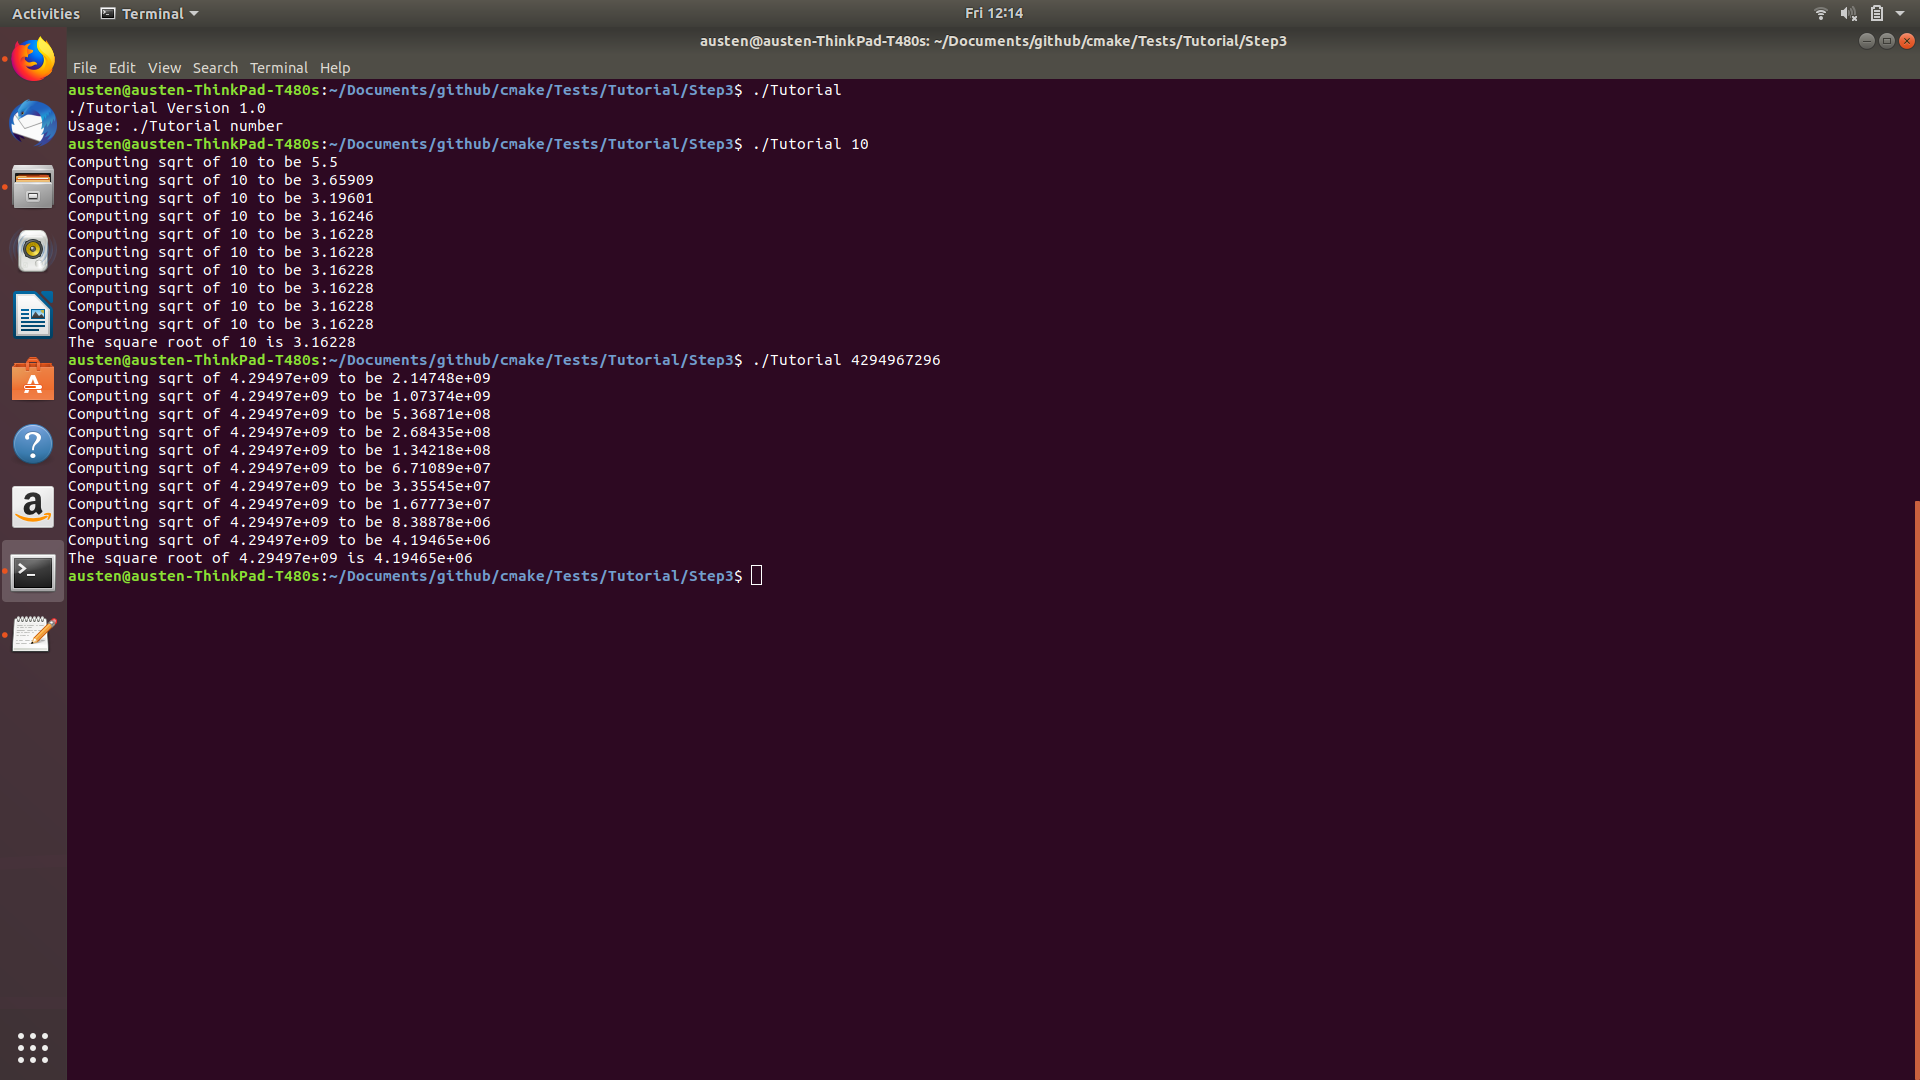 Activities Terminal Fri 12:14
austen@austen-ThinkPad-T480s: ~/Documents/github/cmake/Tests/Tutorial/Step3
File Edit View Search Terminal Help
austen@austen-ThinkPad-T480s:~/Documents/github/cmake/Tests/Tutorial/Step3$ ./Tutorial
./Tutorial Version 1.0
Usage: ./Tutorial number
austen@austen-ThinkPad-T480s:~/Documents/github/cmake/Tests/Tutorial/Step3$ ./Tutorial 10
Computing sqrt of 10 to be 5.5
Computing sqrt of 10 to be 3.65909
Computing sqrt of 10 to be 3.19601
Computing sqrt of 10 to be 3.16246
Computing sqrt of 10 to be 3.16228
Computing sqrt of 10 to be 3.16228
Computing sqrt of 10 to be 3.16228
Computing sqrt of 10 to be 3.16228
Computing sqrt of 10 to be 3.16228
Computing sqrt of 10 to be 3.16228
The square root of 10 is 3.16228
austen@austen-ThinkPad-T480s:~/Documents/github/cmake/Tests/Tutorial/Step3$ ./Tutorial 4294967296
Computing sqrt of 4.29497e+09 to be 2.14748e+09
Computing sqrt of 4.29497e+09 to be 1.07374e+09
Computing sqrt of 4.29497e+09 to be 5.36871e+08
Computing sqrt of 4.29497e+09 to be 2.68435e+08
Computing sqrt of 4.29497e+09 to be 1.34218e+08
Computing sqrt of 4.29497e+09 to be 6.71089e+07
Computing sqrt of 4.29497e+09 to be 3.35545e+07
Computing sqrt of 4.29497e+09 to be 1.67773e+07
Computing sqrt of 4.29497e+09 to be 8.38878e+06
Computing sqrt of 4.29497e+09 to be 4.19465e+06
The square root of 4.29497e+09 is 4.19465e+06
austen@austen-ThinkPad-T480s:~/Documents/github/cmake/Tests/Tutorial/Step3$